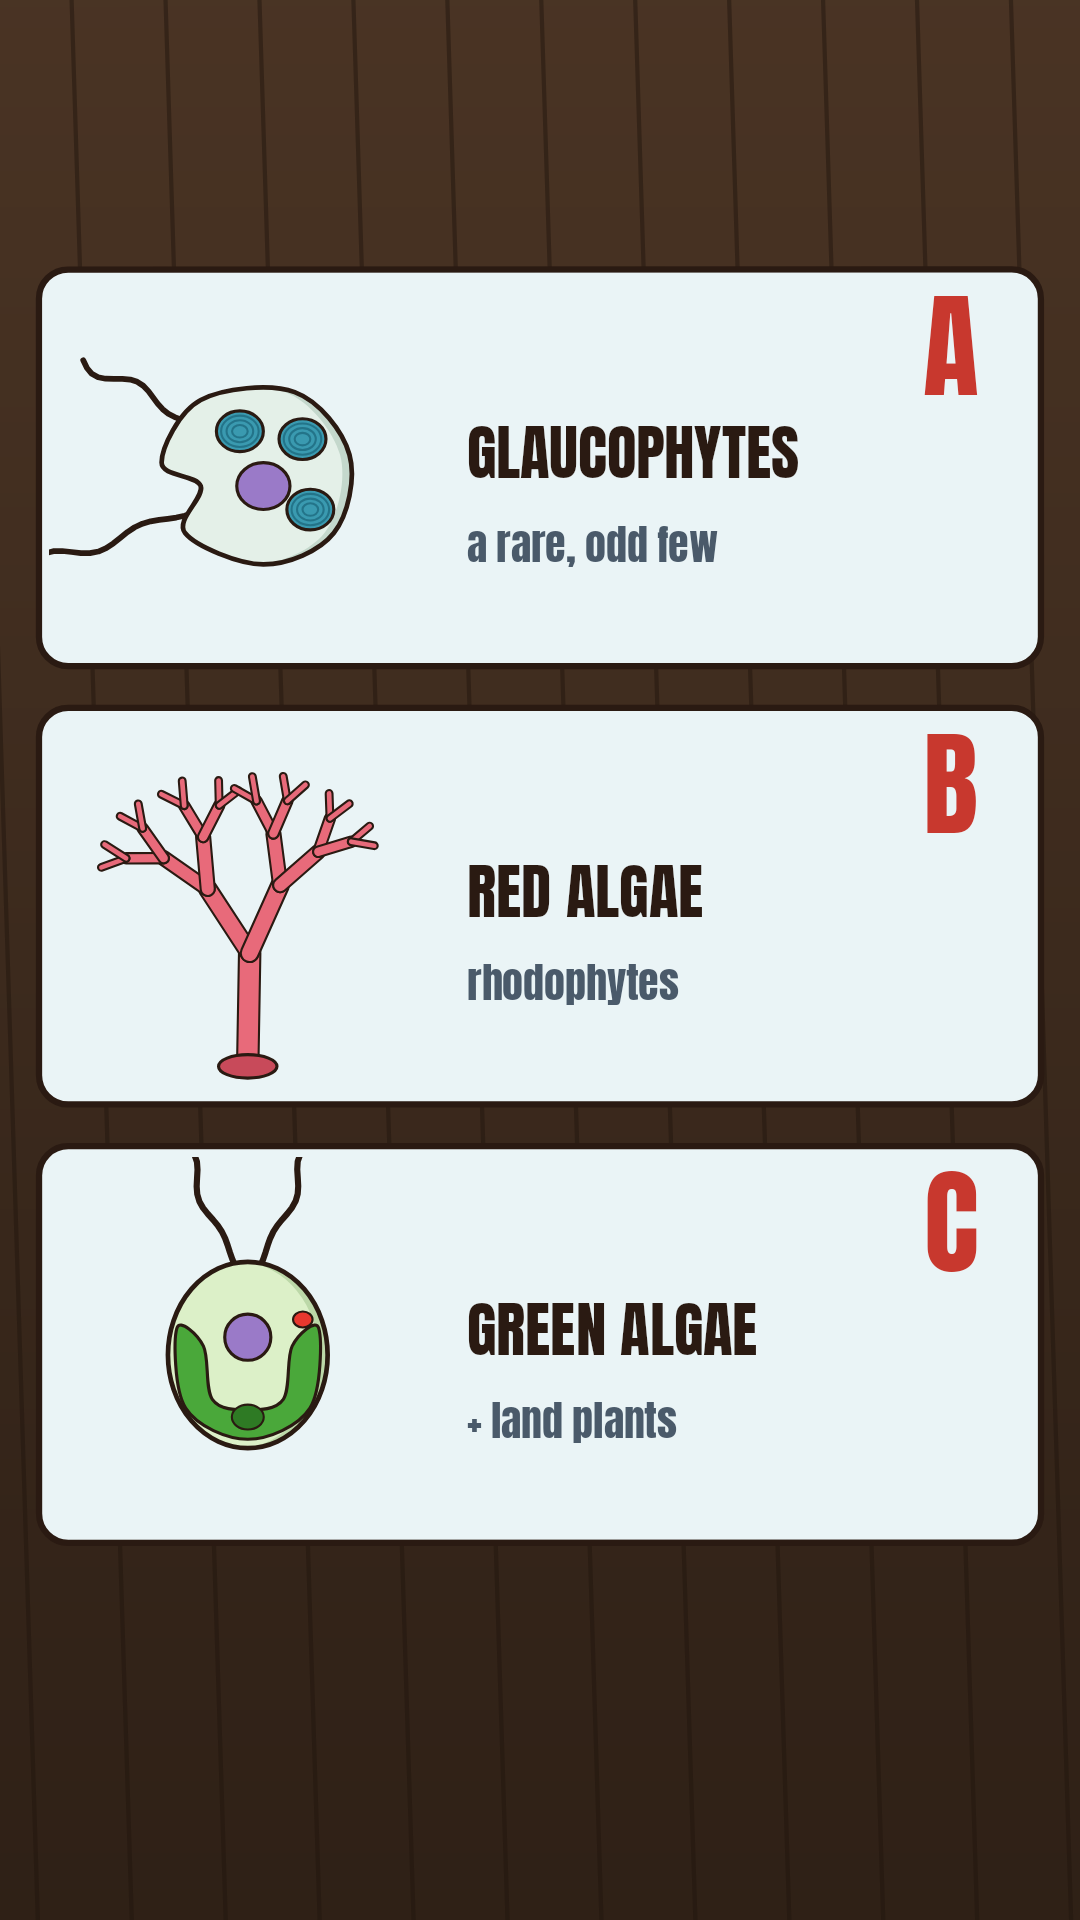 A
GLAUCOPHYTES
a rare, odd few
B
RED ALGAE
rhodophytes
C
GREEN ALGAE
+ land plants